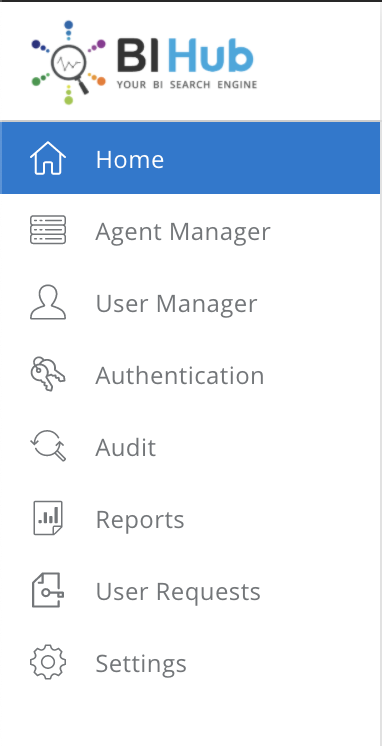 BI Hub
YOUR BI SEARCH ENGINE
Home
Agent Manager
User Manager
Authentication
Audit
Reports
User Requests
Settings